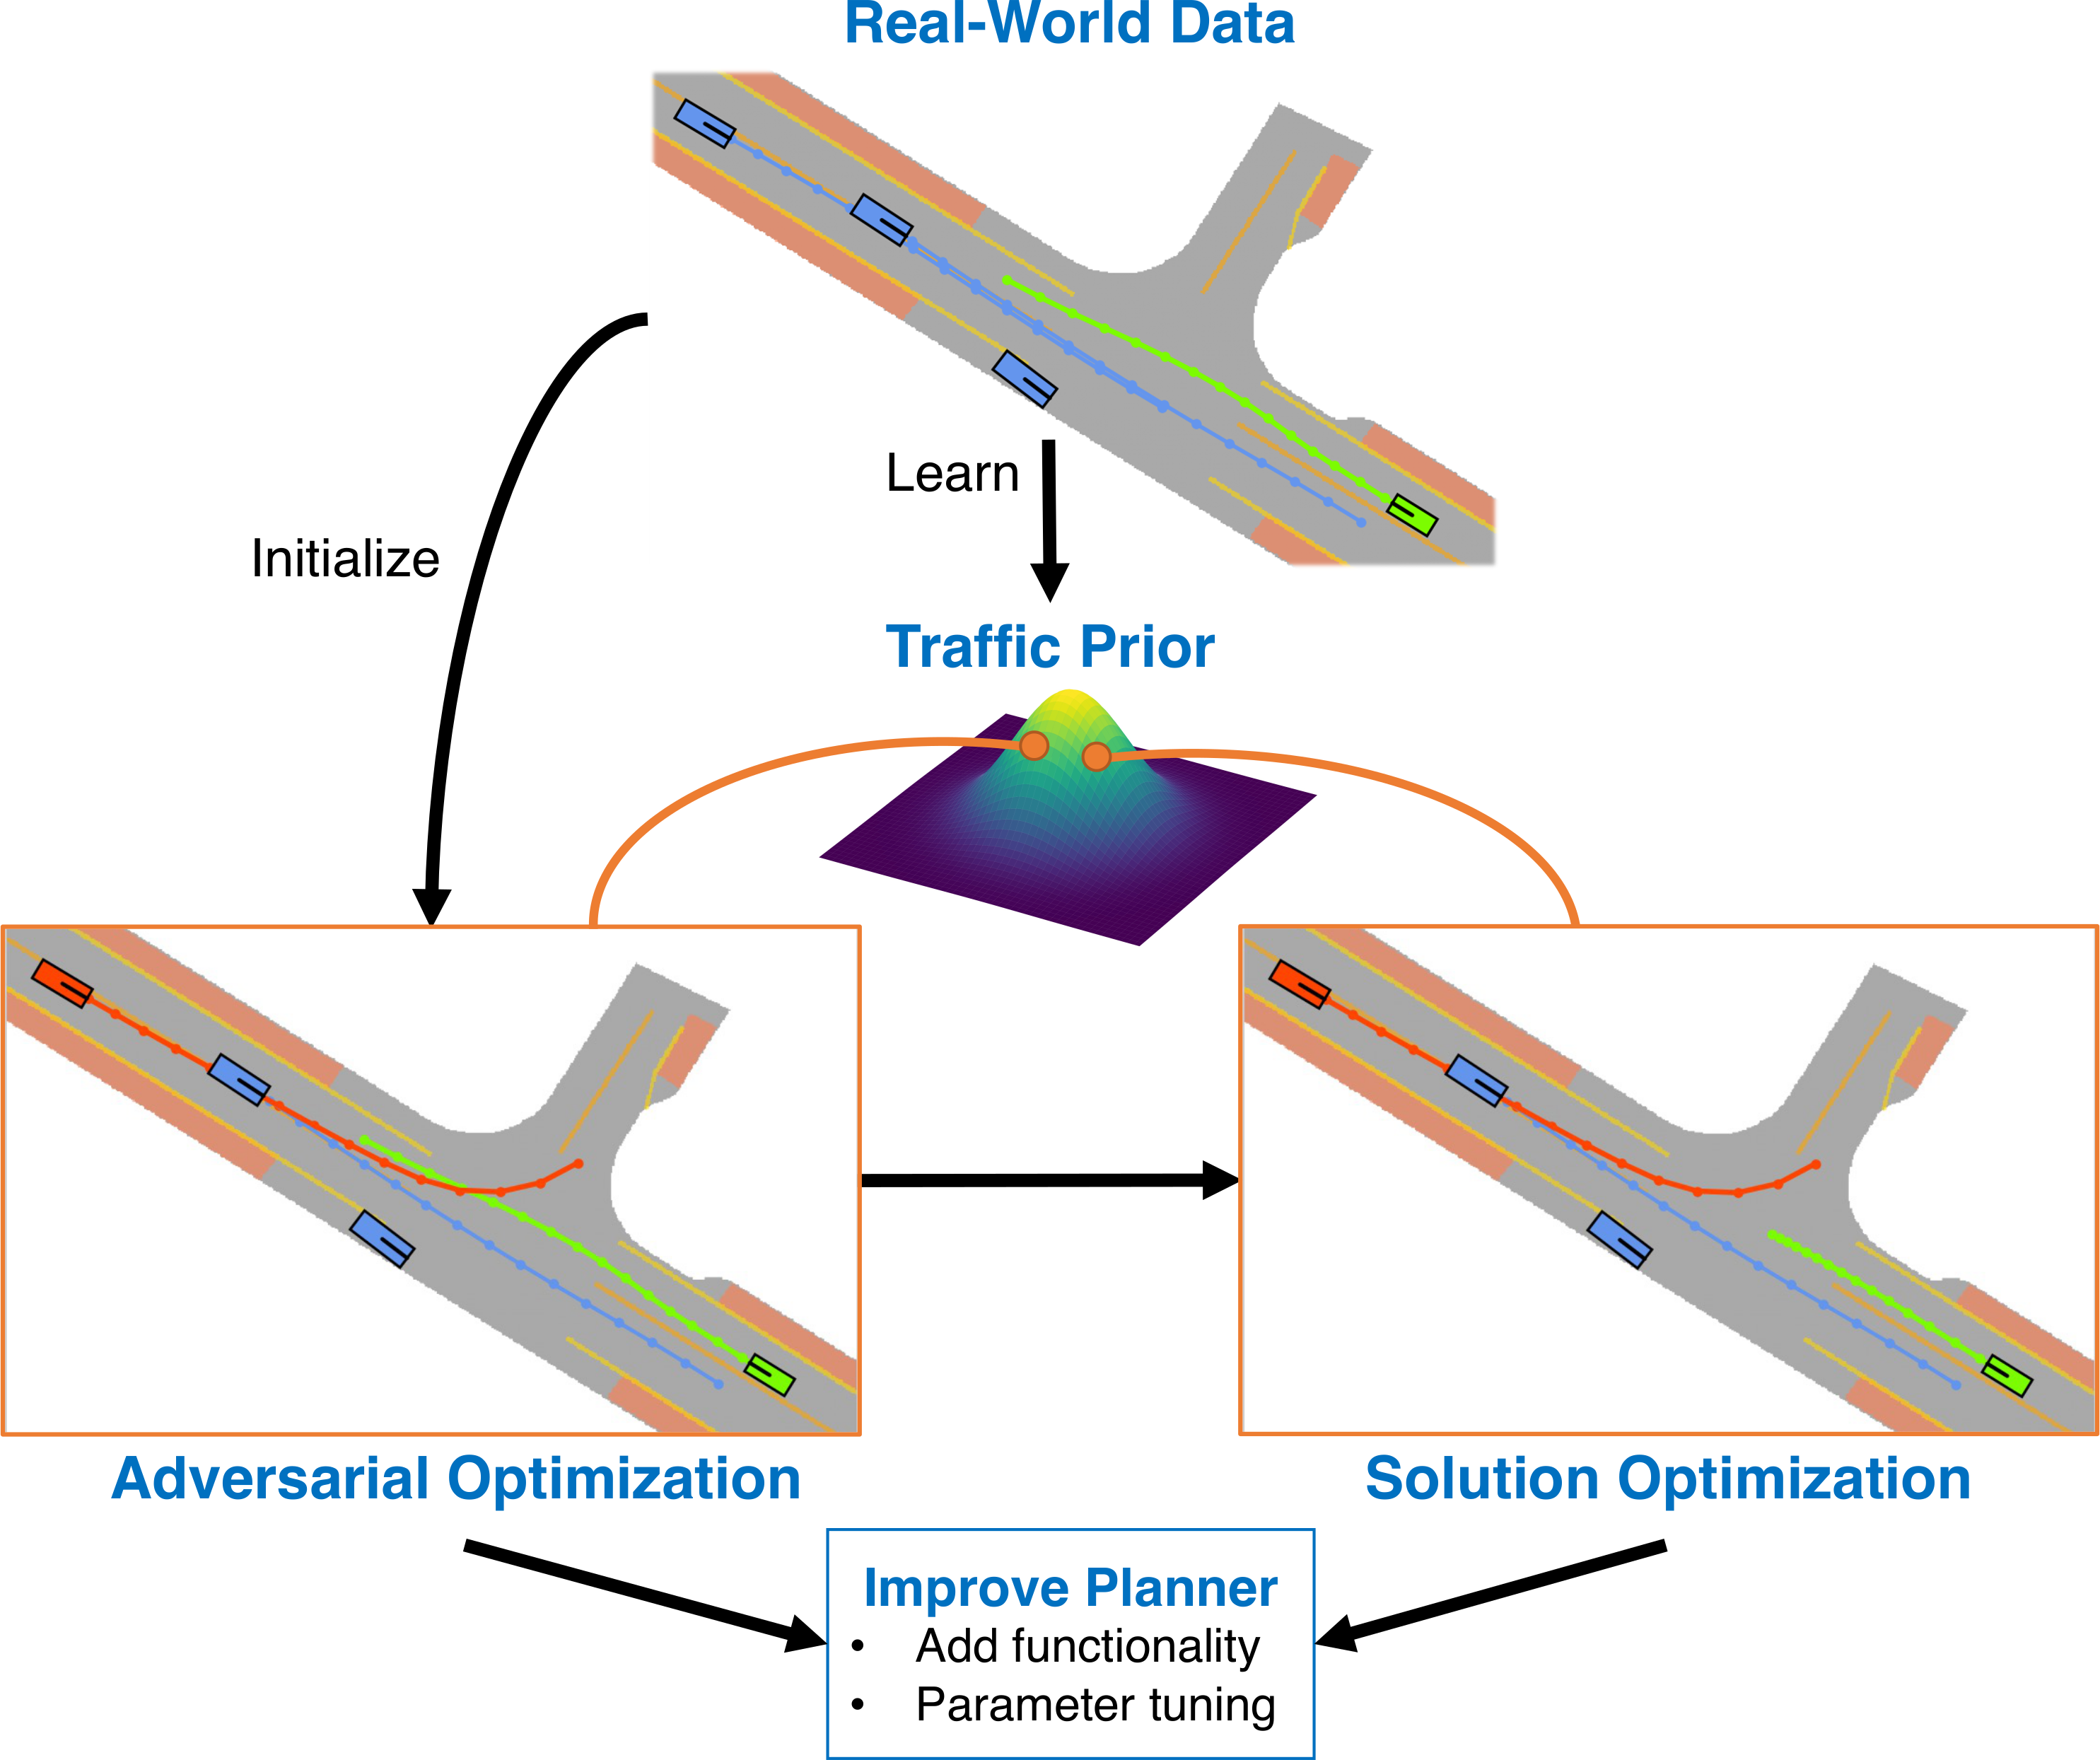 Real-World Data
Learn
Initialize
Traffic Prior
Adversarial Optimization
Solution Optimization
Improve Planner
• Add functionality
• Parameter tuning